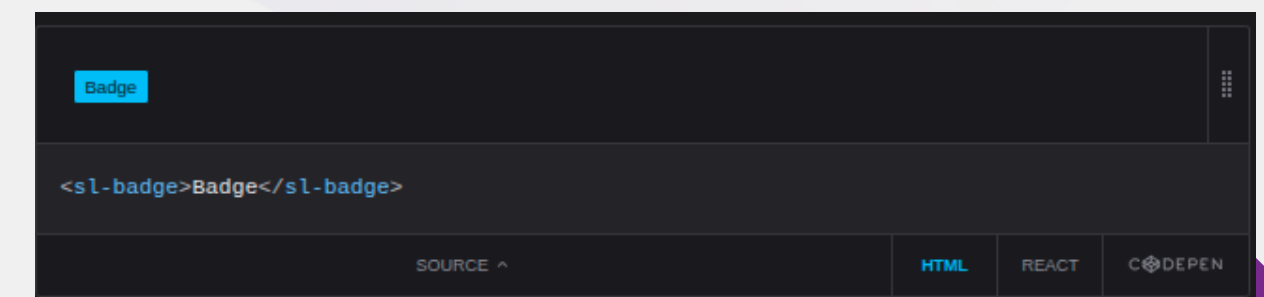 Badge
<sl-badge>Badge</sl-badge>
SOURCE HTML REACT CODEPEN